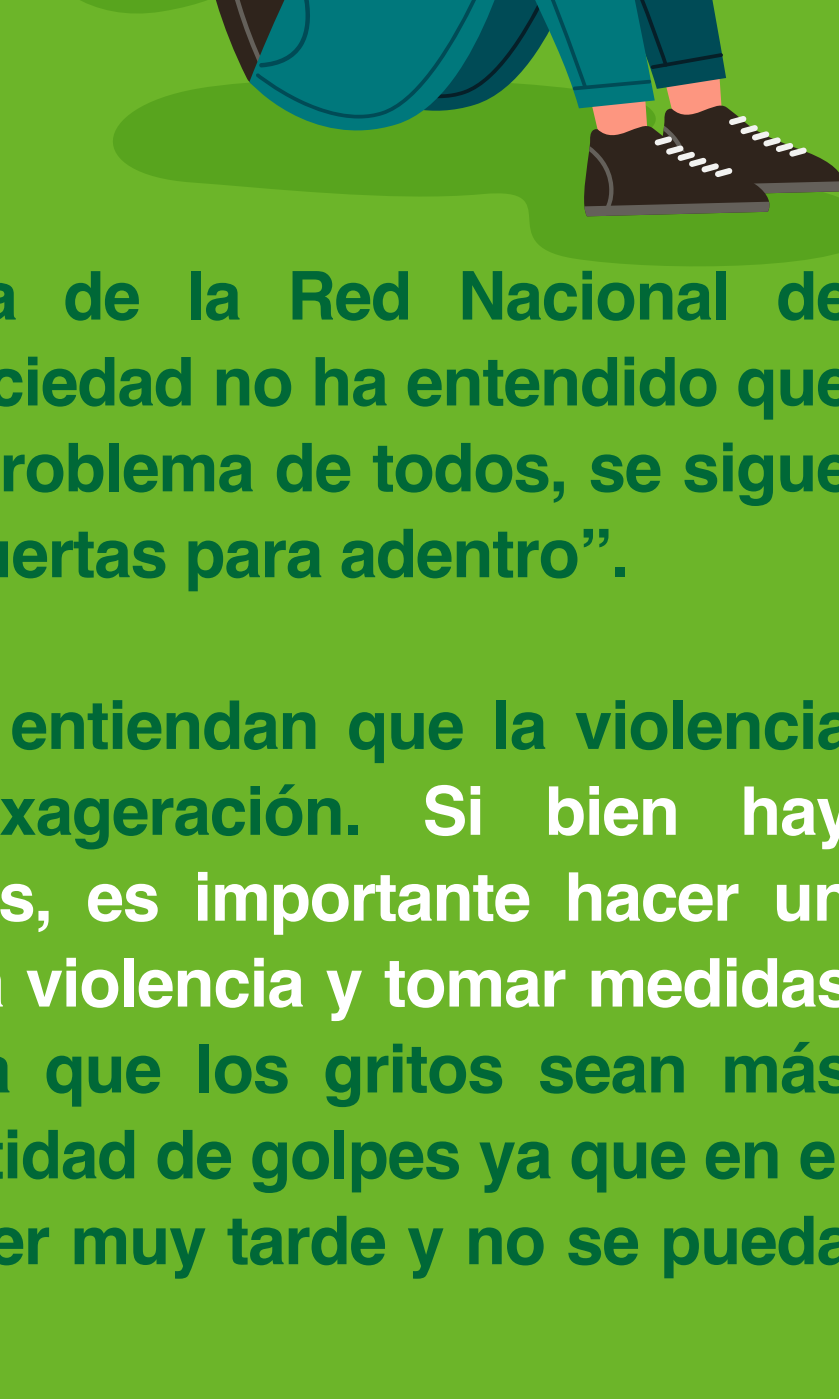 de la Red Nacional de
ciedad no ha entendido que
roblema de todos, se sigue
uertas para adentro”.
entiendan que la violencia
xageración. Si bien hay
s, es importante hacer un
violencia y tomar medidas
que los gritos sean más
tidad de golpes ya que en e
er muy tarde y no se pueda